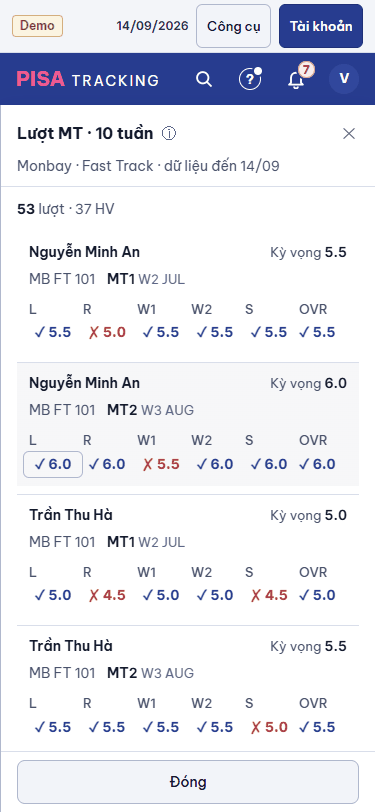 Demo 14/09/2026 Công cụ Tài khoản
PISA TRACKING ? 7 V
Lượt MT · 10 tuần ⓘ ×
Monbay · Fast Track · dữ liệu đến 14/09
53 lượt · 37 HV
Nguyễn Minh An Kỳ vọng 5.5
MB FT 101 MT1 W2 JUL
L R W1 W2 S OVR
✓ 5.5 ✗ 5.0 ✓ 5.5 ✓ 5.5 ✓ 5.5 ✓ 5.5
Nguyễn Minh An Kỳ vọng 6.0
MB FT 101 MT2 W3 AUG
L R W1 W2 S OVR
✓ 6.0 ✓ 6.0 ✗ 5.5 ✓ 6.0 ✓ 6.0 ✓ 6.0
Trần Thu Hà Kỳ vọng 5.0
MB FT 101 MT1 W2 JUL
L R W1 W2 S OVR
✓ 5.0 ✗ 4.5 ✓ 5.0 ✓ 5.0 ✗ 4.5 ✓ 5.0
Trần Thu Hà Kỳ vọng 5.5
MB FT 101 MT2 W3 AUG
L R W1 W2 S OVR
✓ 5.5 ✓ 5.5 ✓ 5.5 ✓ 5.5 ✗ 5.0 ✓ 5.5
Đóng